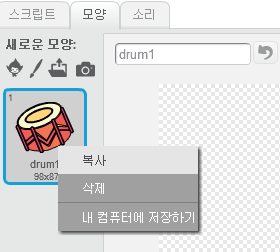 스크립트 모양 소리
새로운 모양:
drum1
1
drum1
98x87
복사
삭제
내 컴퓨터에 저장하기